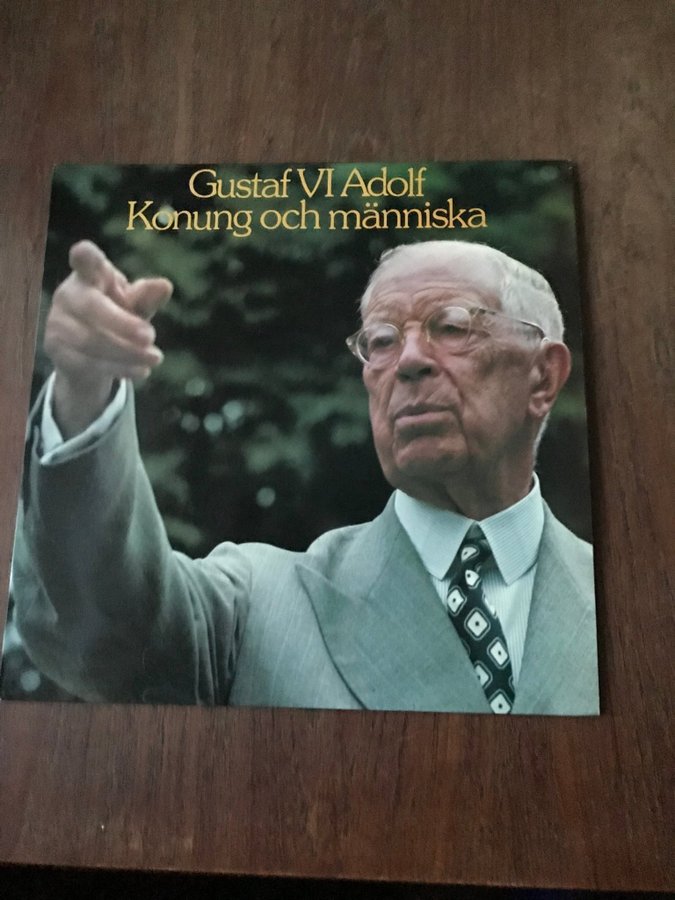 Gustaf VI Adolf
Konung och människa